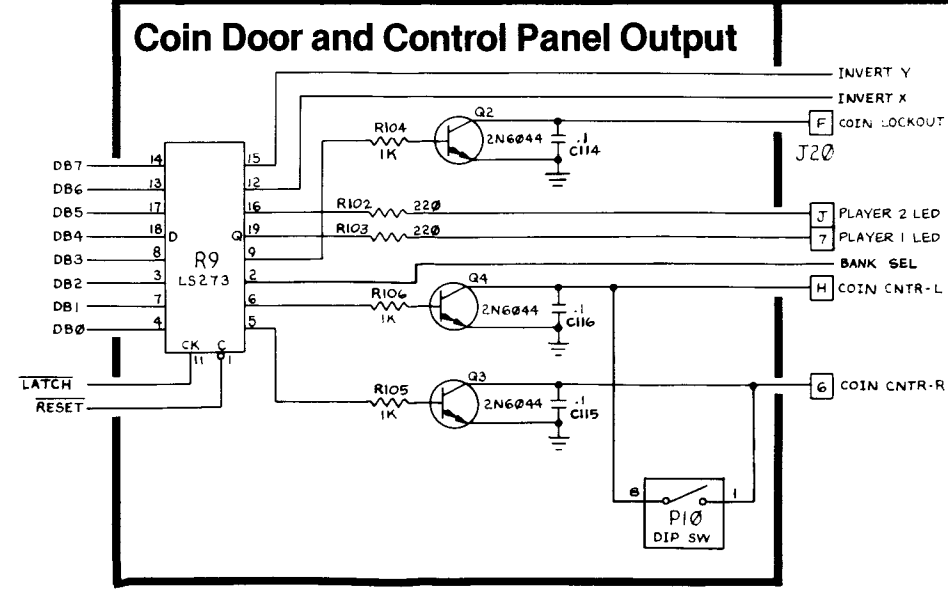 Coin Door and Control Panel Output
INVERT Y
INVERT X
Q2
F COIN LOCKOUT
R104
1K
2N6044
.1
C114
J20
14 15
DB7
13 12
DB6
17 16 R102 220
DB5
J PLAYER 2 LED
18 D Q 19 R103 220
DB4
7 PLAYER 1 LED
8 R9 9
DB3
BANK SEL
3 LS273 2
DB2
Q4
H COIN CNTR-L
7 6 R106
DB1
1K
2N6044
.1
C116
4 5
DB0
CK C
11 1
LATCH
RESET
Q3
6 COIN CNTR-R
R105
1K
2N6044
.1
C115
8 1
P10
DIP SW